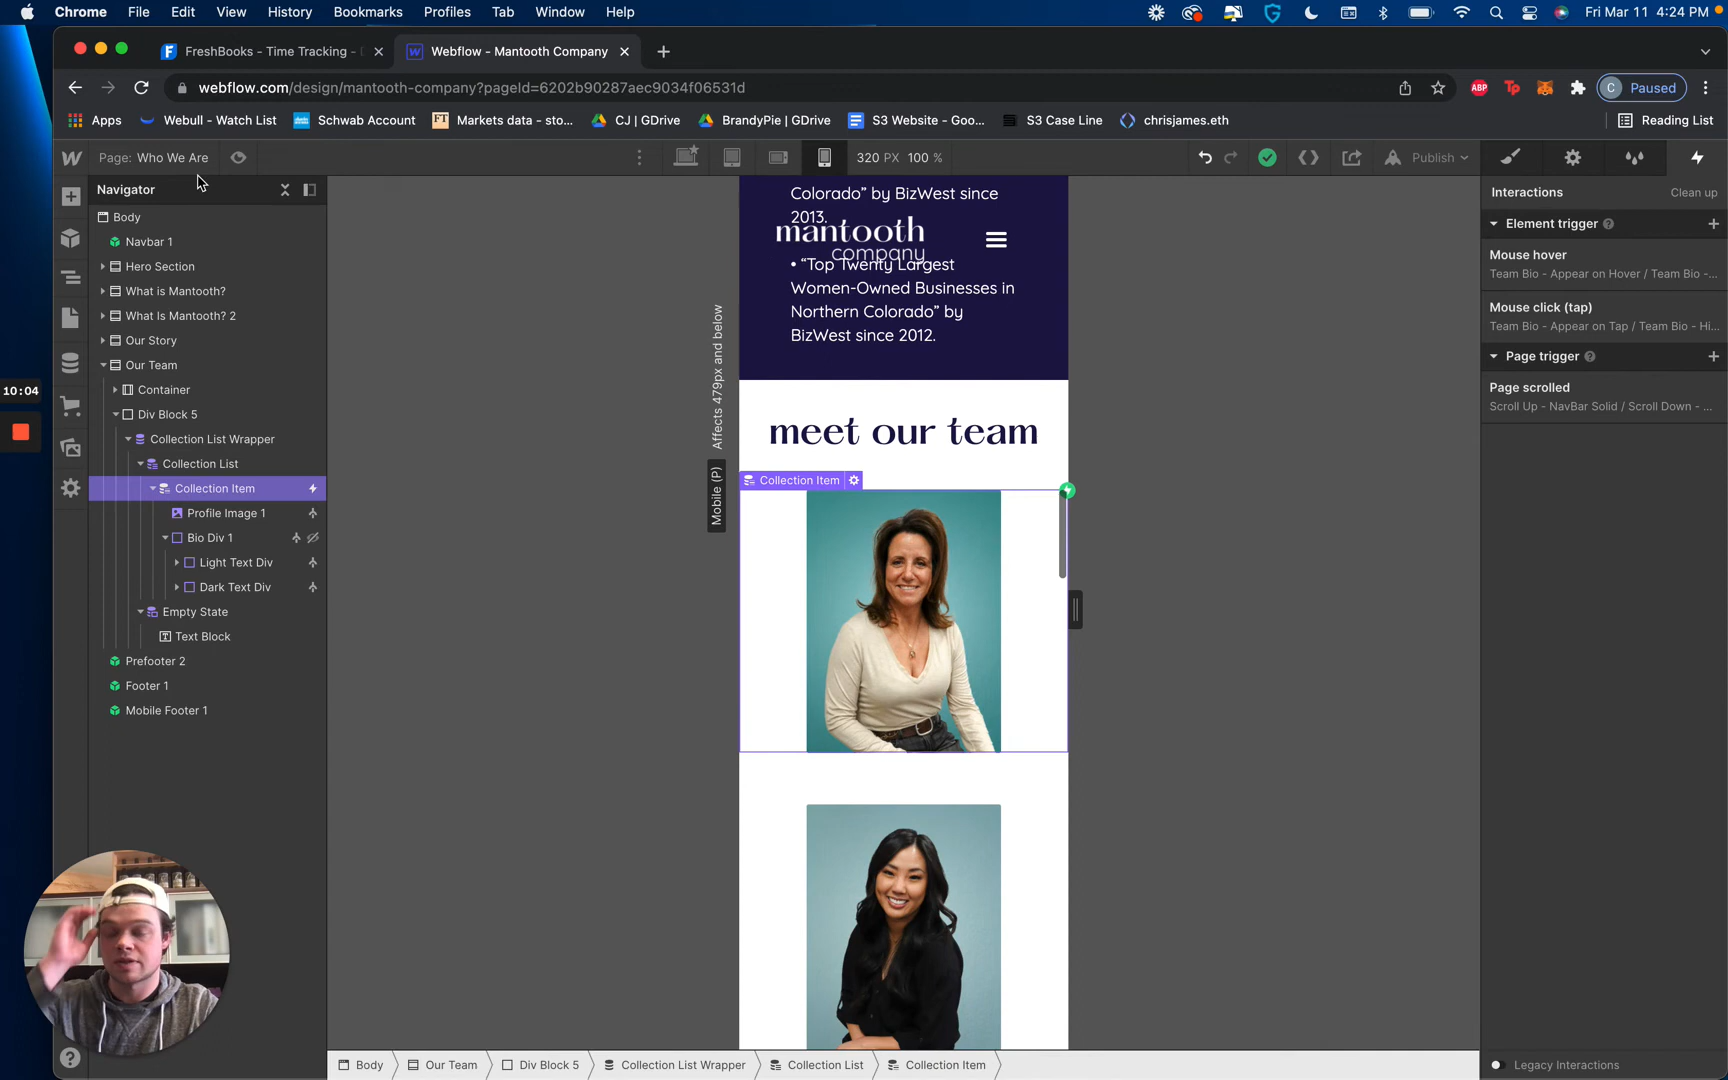 Chrome File Edit View History Bookmarks Profiles Tab Window Help
Fri Mar 11 4:24 PM
FreshBooks - Time Tracking -
Webflow - Mantooth Company
webflow.com/design/mantooth-company?pageId=6202b90287aec9034f06531d
ABP
C Paused
Apps
Webull - Watch List
Schwab Account
FT Markets data - sto...
CJ | GDrive
BrandyPie | GDrive
S3 Website - Goo...
S3 Case Line
chrisjames.eth
Reading List
Page: Who We Are
320 PX 100 %
Publish
Navigator
Body
Navbar 1
Hero Section
What is Mantooth?
What Is Mantooth? 2
Our Story
Our Team
Container
Div Block 5
Collection List Wrapper
Collection List
Collection Item
Profile Image 1
Bio Div 1
Light Text Div
Dark Text Div
Empty State
Text Block
Prefooter 2
Footer 1
Mobile Footer 1
10:04
Affects 479px and below
Mobile (P)
Colorado” by BizWest since
2013.
mantooth
company
• “Top Twenty Largest
Women-Owned Businesses in
Northern Colorado” by
BizWest since 2012.
meet our team
Collection Item
Interactions
Clean up
Element trigger
Mouse hover
Team Bio - Appear on Hover / Team Bio -...
Mouse click (tap)
Team Bio - Appear on Tap / Team Bio - Hi...
Page trigger
Page scrolled
Scroll Up - NavBar Solid / Scroll Down - ...
Body
Our Team
Div Block 5
Collection List Wrapper
Collection List
Collection Item
Legacy Interactions